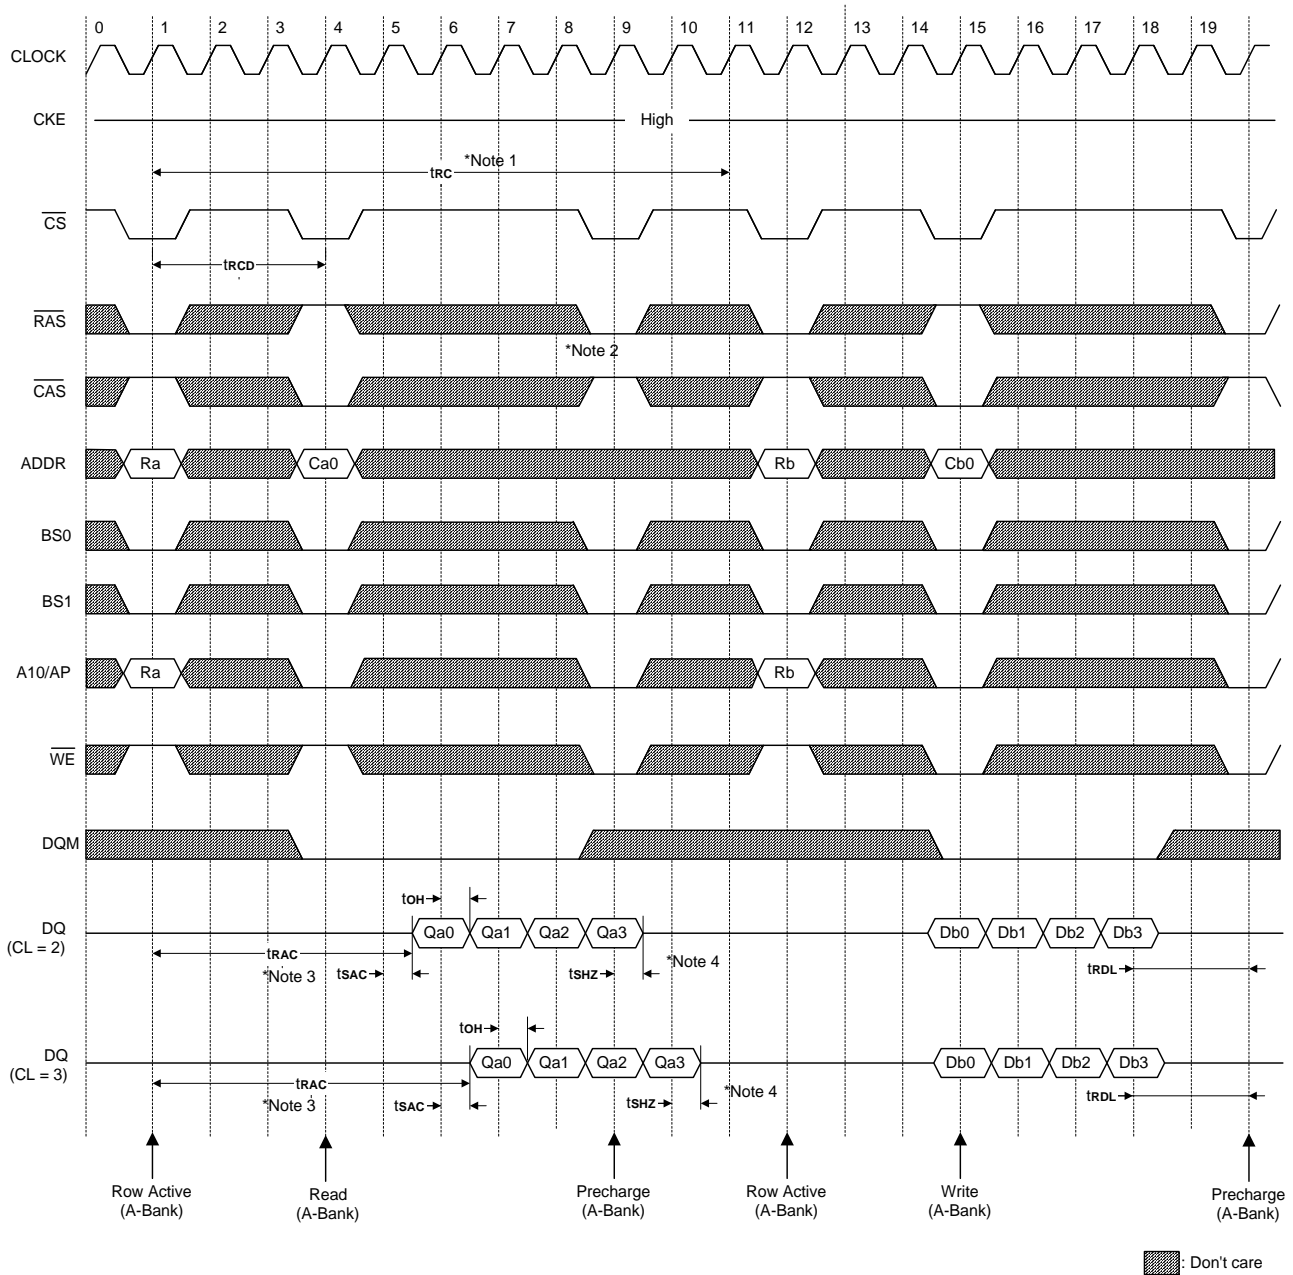 0 1 2 3 4 5 6 7 8 9 10 11 12 13 14 15 16 17 18 19
CLOCK
CKE High
*Note 1
tRC
CS
tRCD
RAS
*Note 2
CAS
ADDR Ra Ca0 Rb Cb0
BS0
BS1
A10/AP Ra Rb
WE
DQM
tOH
DQ Qa0 Qa1 Qa2 Qa3 Db0 Db1 Db2 Db3
(CL = 2)
tRAC *Note 4
*Note 3 tSAC tSHZ tRDL
tOH
DQ Qa0 Qa1 Qa2 Qa3 Db0 Db1 Db2 Db3
(CL = 3)
tRAC *Note 4
*Note 3 tSAC tSHZ tRDL
Row Active Read Precharge Row Active Write Precharge
(A-Bank) (A-Bank) (A-Bank) (A-Bank) (A-Bank) (A-Bank)
: Don't care